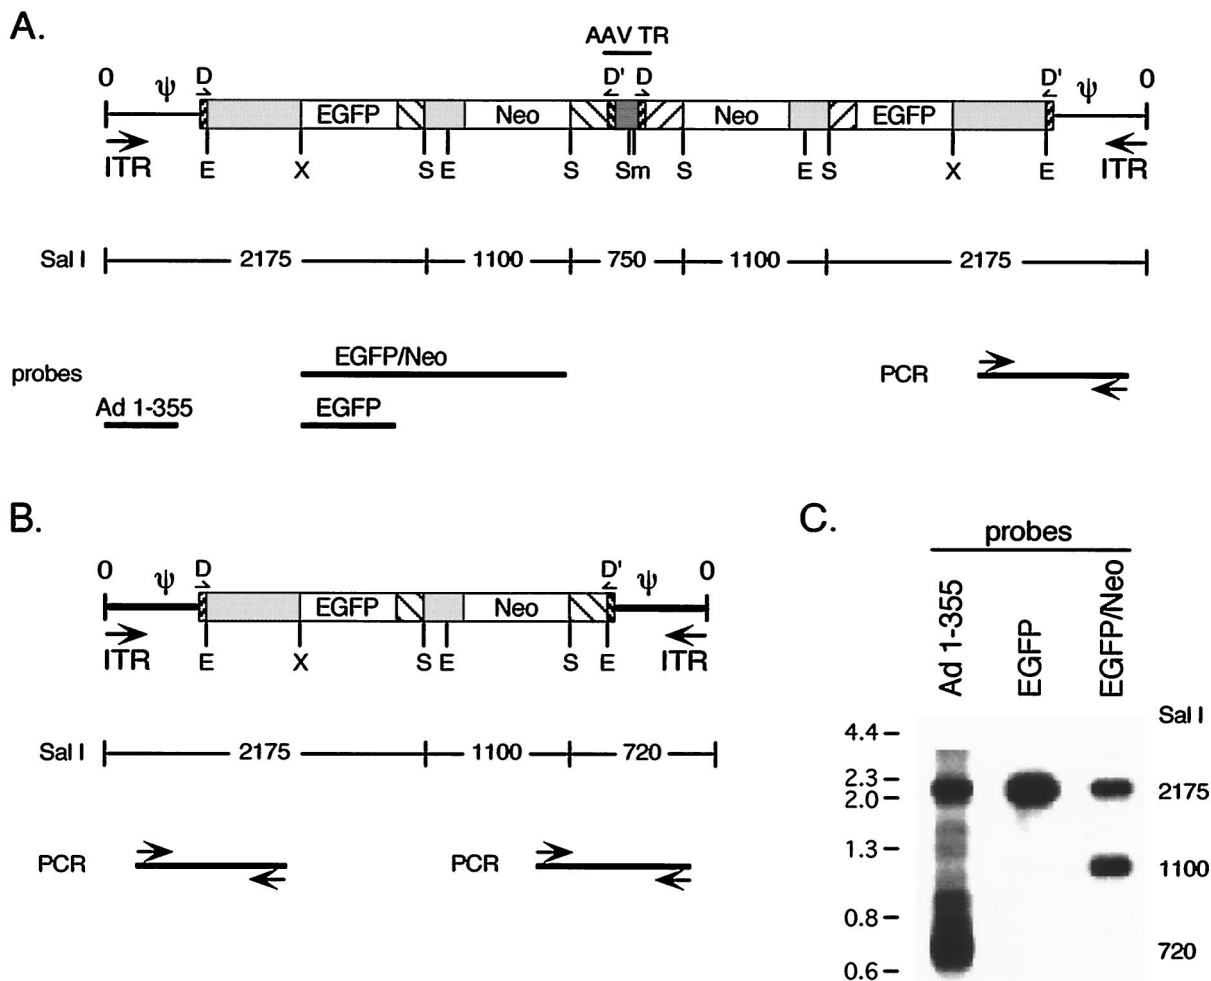 A.
AAV TR
0 ψ D D' D D' ψ 0
EGFP Neo Neo EGFP
ITR E X S E S Sm S E S X E ITR
Sal I 2175 1100 750 1100 2175
probes EGFP/Neo PCR
Ad 1-355 EGFP
B.
0 ψ D D' ψ 0
EGFP Neo
ITR E X S E S E ITR
Sal I 2175 1100 720
PCR PCR
C.
probes
Ad 1-355 EGFP EGFP/Neo
Sal I
4.4
2.3
2.0 2175
1.3
1100
0.8
720
0.6